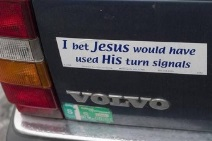 I bet Jesus would have
used His turn signals
VOLVO